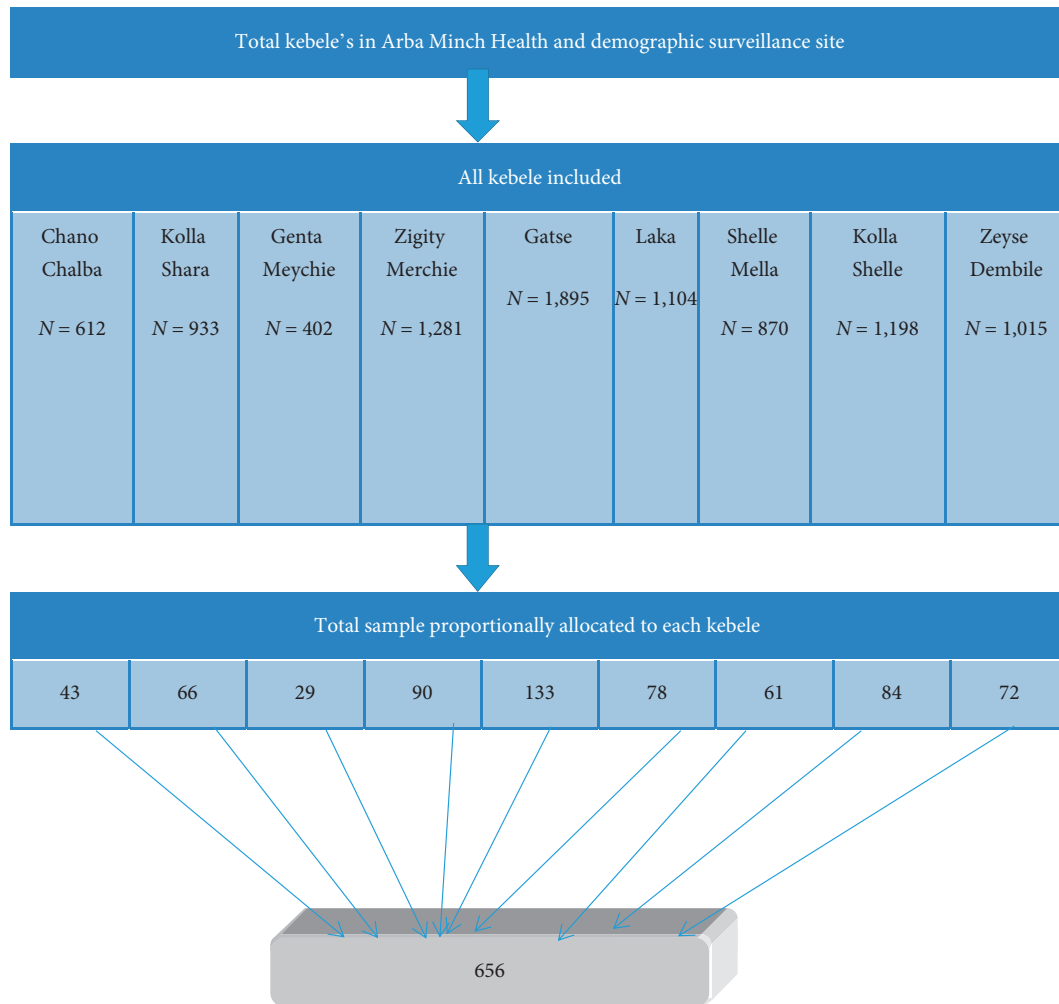 Total kebele's in Arba Minch Health and demographic surveillance site
All kebele included
Chano
Chalba
N = 612
Kolla
Shara
N = 933
Genta
Meychie
N = 402
Zigity
Merchie
N = 1,281
Gatse
N = 1,895
Laka
N = 1,104
Shelle
Mella
N = 870
Kolla
Shelle
N = 1,198
Zeyse
Dembile
N = 1,015
Total sample proportionally allocated to each kebele
43 66 29 90 133 78 61 84 72
656